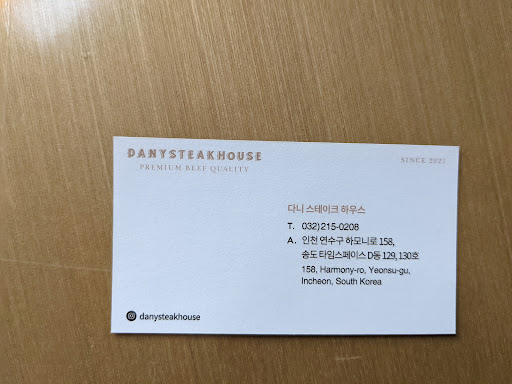 DANYSTEAKHOUSE
PREMIUM BEEF QUALITY
SINCE 2021
다니 스테이크 하우스
T. 032)215-0208
A. 인천 연수구 하모니로 158,
송도 타임스페이스 D동 129, 130호
158, Harmony-ro, Yeonsu-gu,
Incheon, South Korea
danysteakhouse